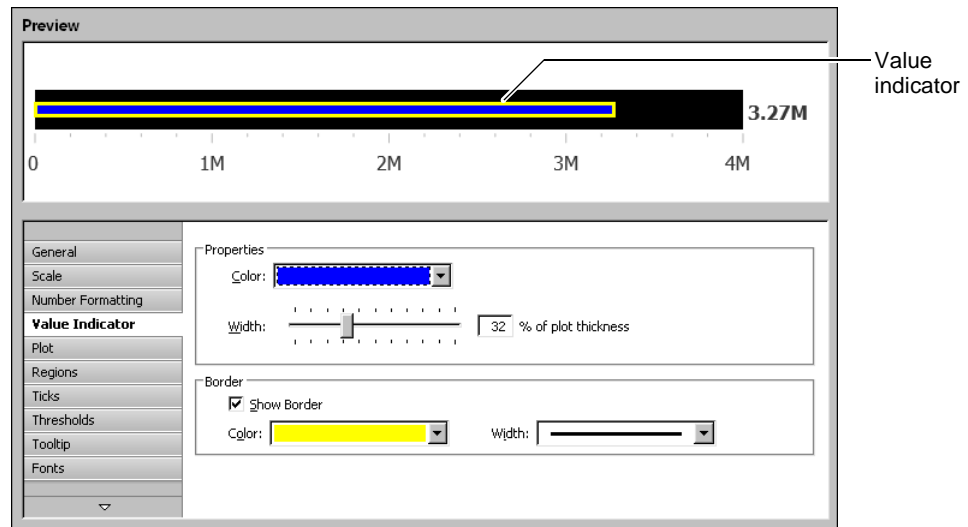 Preview
Value
indicator
3.27M
0 1M 2M 3M 4M
General
Scale
Number Formatting
Value Indicator
Plot
Regions
Ticks
Thresholds
Tooltip
Fonts
Properties
Color:
Width: 32 % of plot thickness
Border
Show Border
Color: Width: